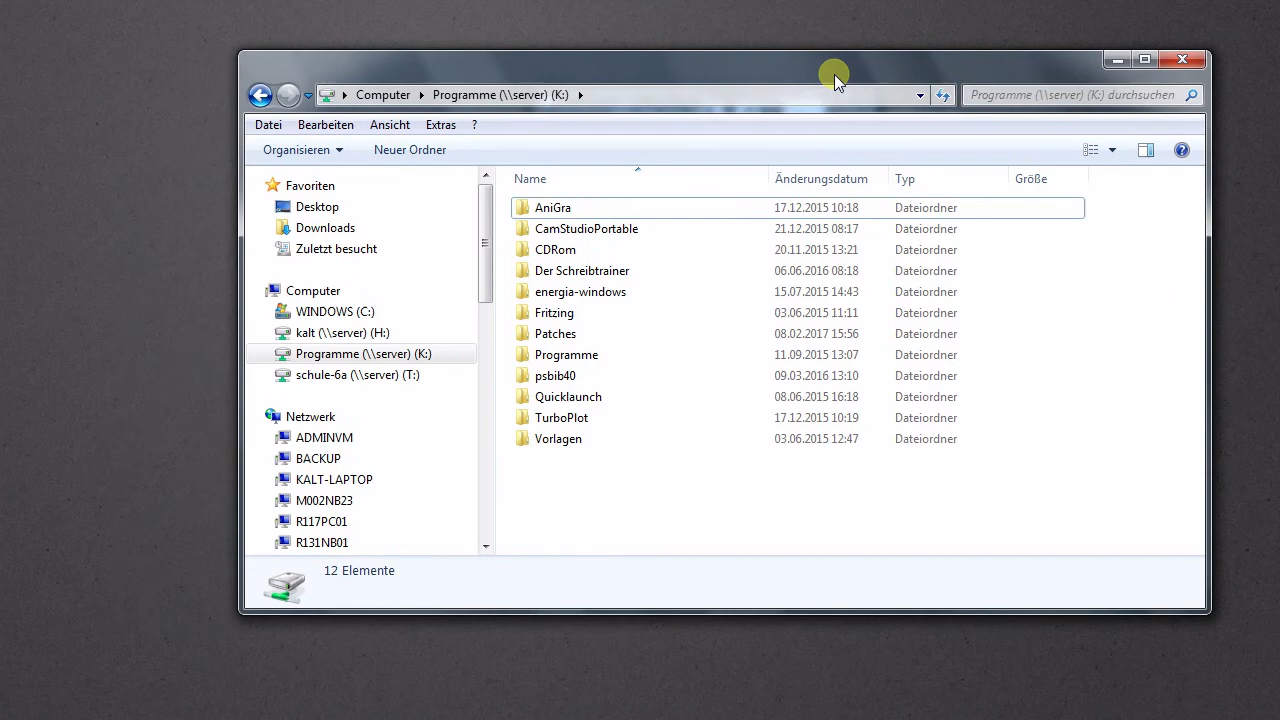 Computer Programme (\\server) (K:)
Programme (\\server) (K:) durchsuchen
Datei Bearbeiten Ansicht Extras ?
Organisieren Neuer Ordner
Favoriten
Desktop
Downloads
Zuletzt besucht
Computer
WINDOWS (C:)
kalt (\\server) (H:)
Programme (\\server) (K:)
schule-6a (\\server) (T:)
Netzwerk
ADMINVM
BACKUP
KALT-LAPTOP
M002NB23
R117PC01
R131NB01
Name Änderungsdatum Typ Größe
AniGra 17.12.2015 10:18 Dateiordner
CamStudioPortable 21.12.2015 08:17 Dateiordner
CDRom 20.11.2015 13:21 Dateiordner
Der Schreibtrainer 06.06.2016 08:18 Dateiordner
energia-windows 15.07.2015 14:43 Dateiordner
Fritzing 03.06.2015 11:11 Dateiordner
Patches 08.02.2017 15:56 Dateiordner
Programme 11.09.2015 13:07 Dateiordner
psbib40 09.03.2016 13:10 Dateiordner
Quicklaunch 08.06.2015 16:18 Dateiordner
TurboPlot 17.12.2015 10:19 Dateiordner
Vorlagen 03.06.2015 12:47 Dateiordner
12 Elemente